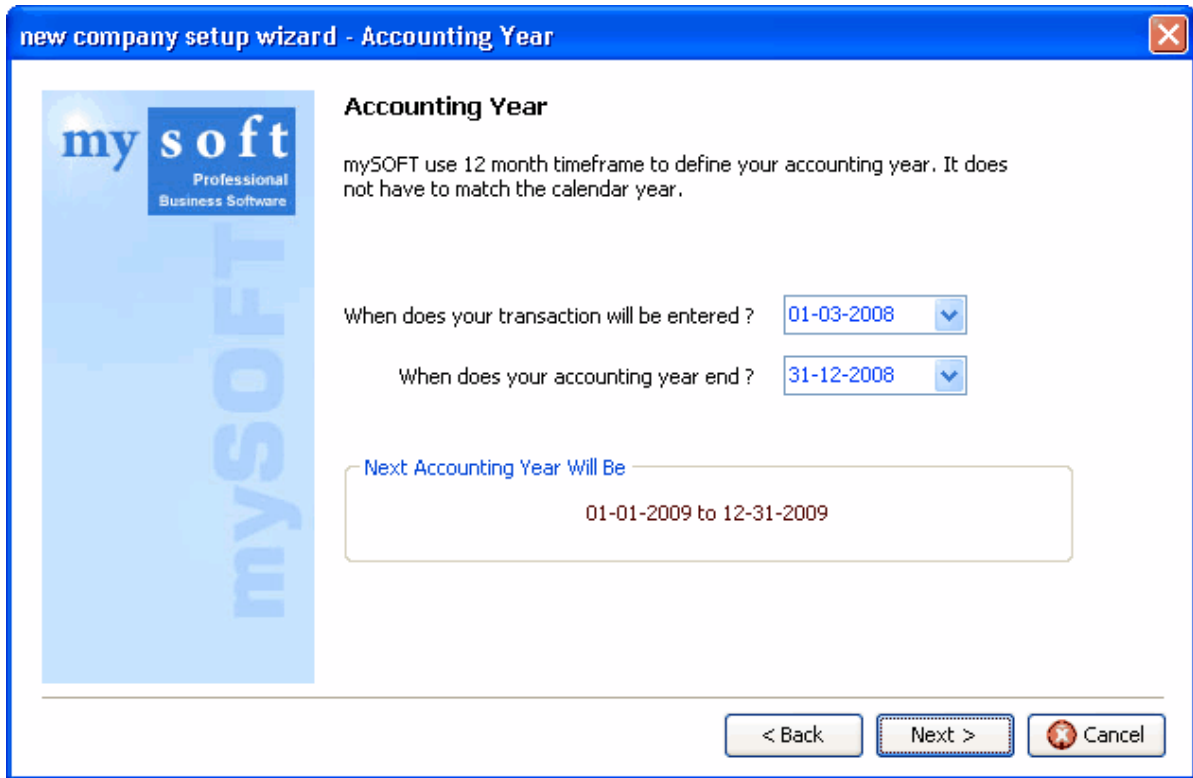 new company setup wizard - Accounting Year
my soft
Professional
Business Software
mySOFT
Accounting Year
mySOFT use 12 month timeframe to define your accounting year. It does
not have to match the calendar year.
When does your transaction will be entered ? 01-03-2008
When does your accounting year end ? 31-12-2008
Next Accounting Year Will Be
01-01-2009 to 12-31-2009
< Back Next > Cancel